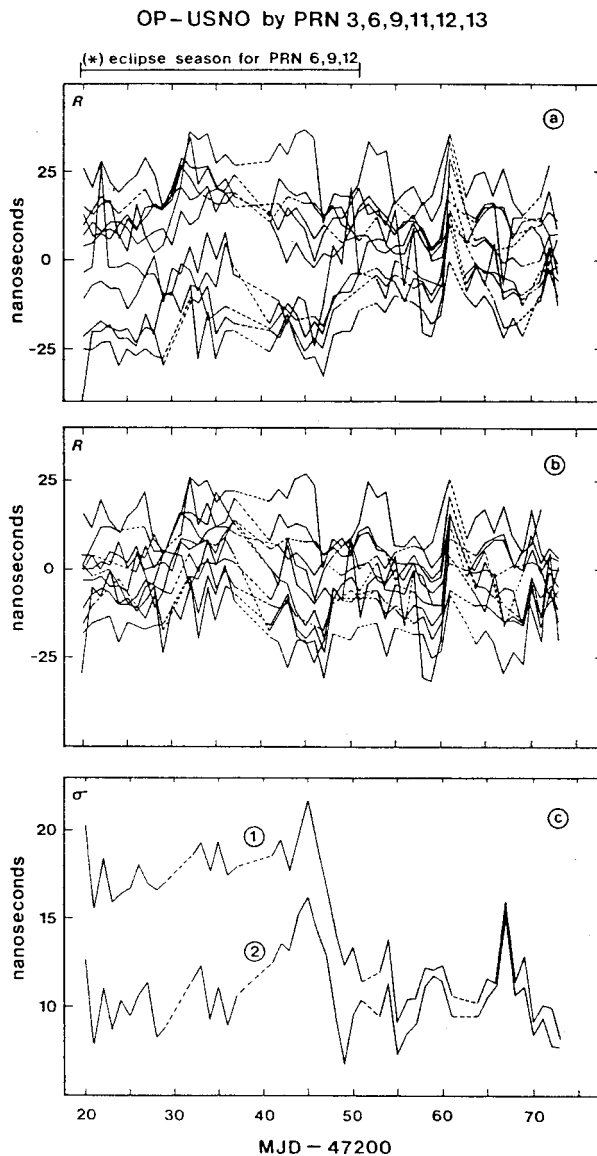 OP-USNO by PRN 3,6,9,11,12,13
(*) eclipse season for PRN 6,9,12
R
a
25
0
-25
nanoseconds
R
b
25
0
-25
nanoseconds
σ
c
20
15
10
nanoseconds
1
2
20 30 40 50 60 70
MJD - 47200